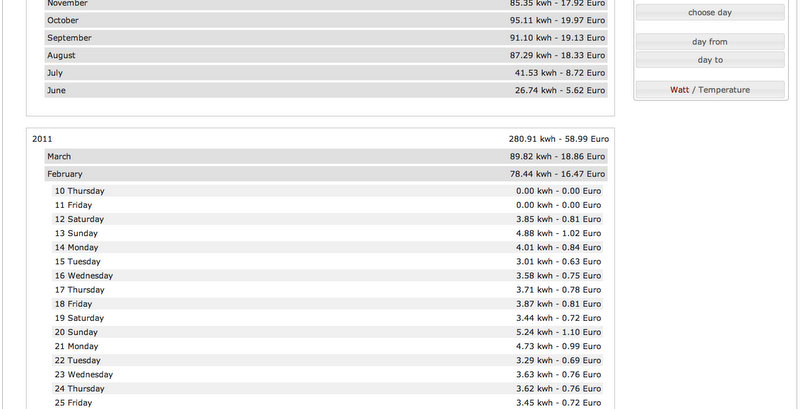 November 85.35 kwh - 17.92 Euro
October 95.11 kwh - 19.97 Euro
September 91.10 kwh - 19.13 Euro
August 87.29 kwh - 18.33 Euro
July 41.53 kwh - 8.72 Euro
June 26.74 kwh - 5.62 Euro
2011 280.91 kwh - 58.99 Euro
March 89.82 kwh - 18.86 Euro
February 78.44 kwh - 16.47 Euro
10 Thursday 0.00 kwh - 0.00 Euro
11 Friday 0.00 kwh - 0.00 Euro
12 Saturday 3.85 kwh - 0.81 Euro
13 Sunday 4.88 kwh - 1.02 Euro
14 Monday 4.01 kwh - 0.84 Euro
15 Tuesday 3.01 kwh - 0.63 Euro
16 Wednesday 3.58 kwh - 0.75 Euro
17 Thursday 3.71 kwh - 0.78 Euro
18 Friday 3.87 kwh - 0.81 Euro
19 Saturday 3.44 kwh - 0.72 Euro
20 Sunday 5.24 kwh - 1.10 Euro
21 Monday 4.73 kwh - 0.99 Euro
22 Tuesday 3.29 kwh - 0.69 Euro
23 Wednesday 3.63 kwh - 0.76 Euro
24 Thursday 3.62 kwh - 0.76 Euro
25 Friday 3.45 kwh - 0.72 Euro
choose day
day from
day to
Watt / Temperature